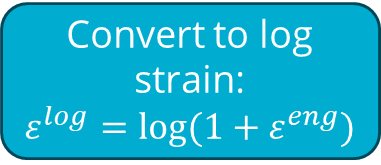 Convert to log
strain:
𝜀^{log} = log(1 + 𝜀^{eng})